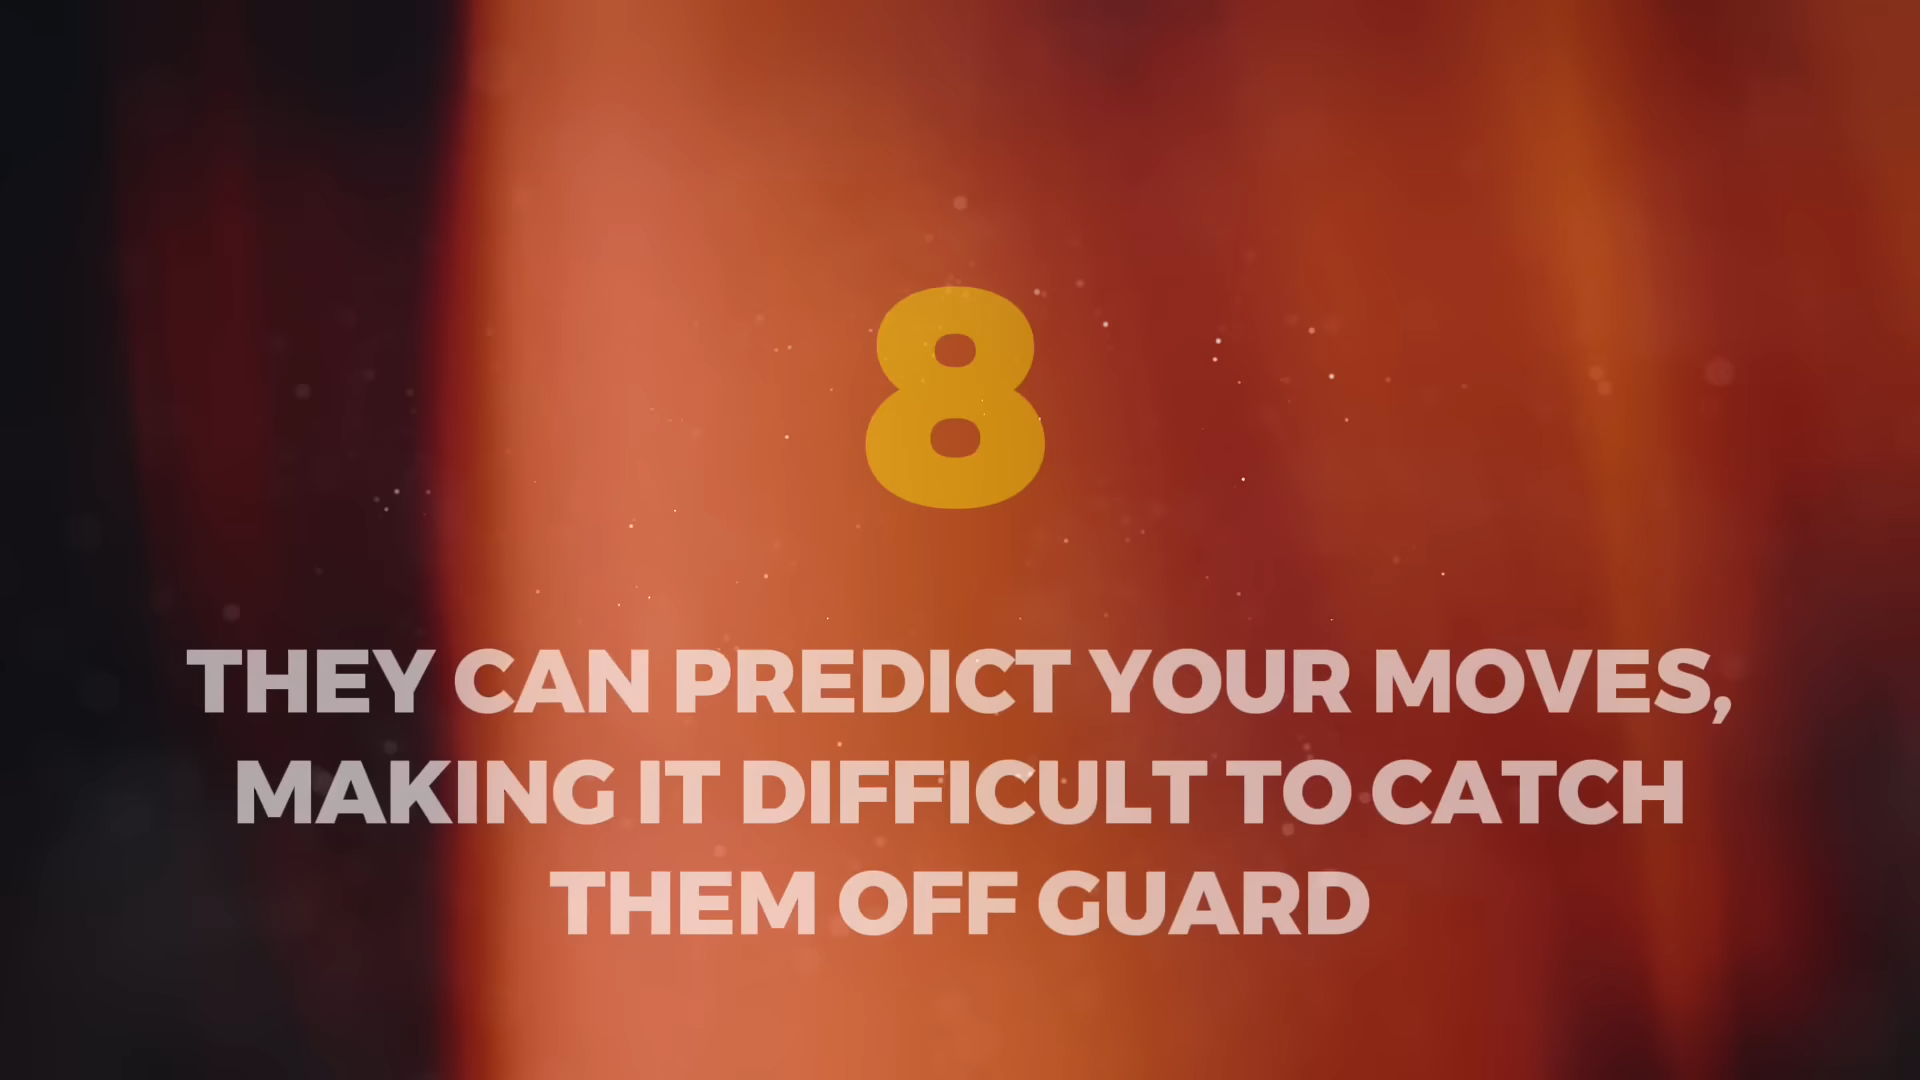 8
THEY CAN PREDICT YOUR MOVES,
MAKING IT DIFFICULT TO CATCH
THEM OFF GUARD